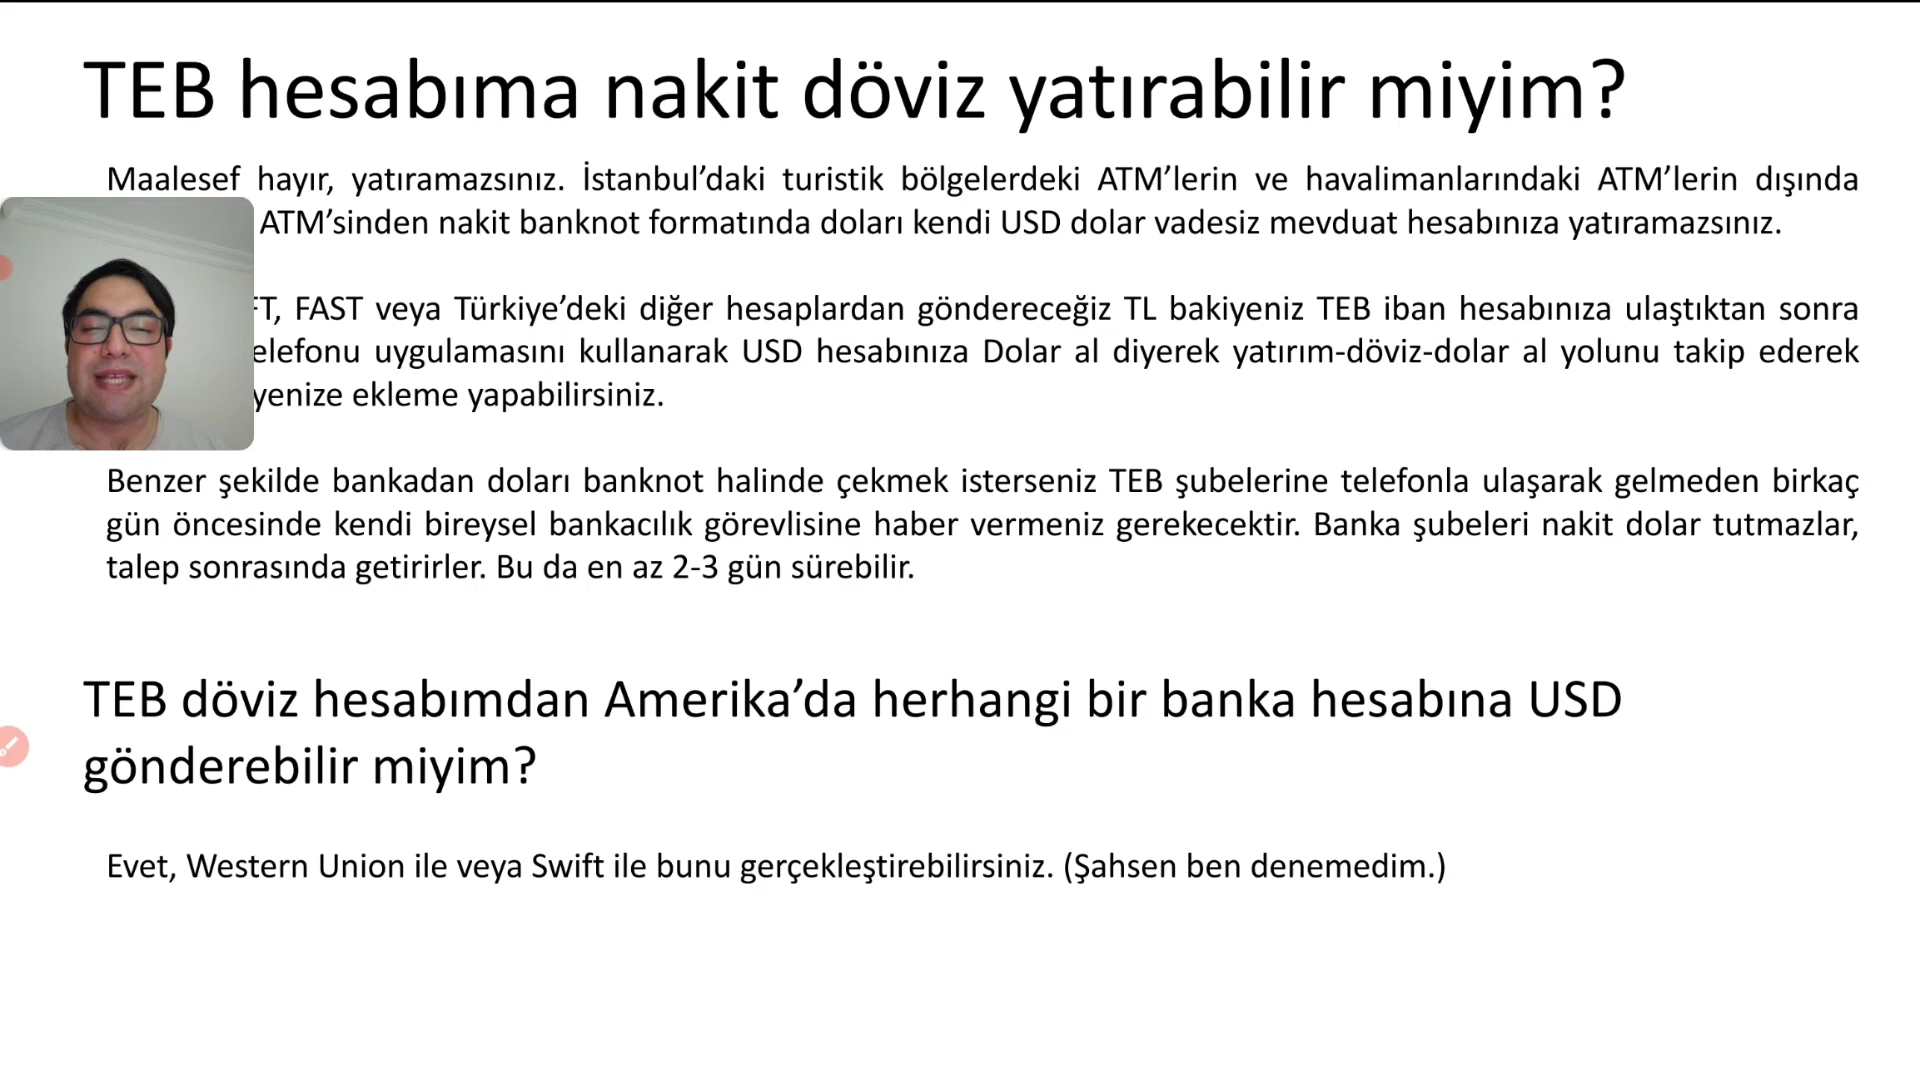 TEB hesabıma nakit döviz yatırabilir miyim?
Maalesef hayır, yatıramazsınız. İstanbul’daki turistik bölgelerdeki ATM’lerin ve havalimanlarındaki ATM’lerin dışında
ATM’sinden nakit banknot formatında doları kendi USD dolar vadesiz mevduat hesabınıza yatıramazsınız.
FT, FAST veya Türkiye’deki diğer hesaplardan göndereceğiz TL bakiyeniz TEB iban hesabınıza ulaştıktan sonra
elefonu uygulamasını kullanarak USD hesabınıza Dolar al diyerek yatırım-döviz-dolar al yolunu takip ederek
yenize ekleme yapabilirsiniz.
Benzer şekilde bankadan doları banknot halinde çekmek isterseniz TEB şubelerine telefonla ulaşarak gelmeden birkaç
gün öncesinde kendi bireysel bankacılık görevlisine haber vermeniz gerekecektir. Banka şubeleri nakit dolar tutmazlar,
talep sonrasında getirirler. Bu da en az 2-3 gün sürebilir.
TEB döviz hesabımdan Amerika’da herhangi bir banka hesabına USD
gönderebilir miyim?
Evet, Western Union ile veya Swift ile bunu gerçekleştirebilirsiniz. (Şahsen ben denemedim.)